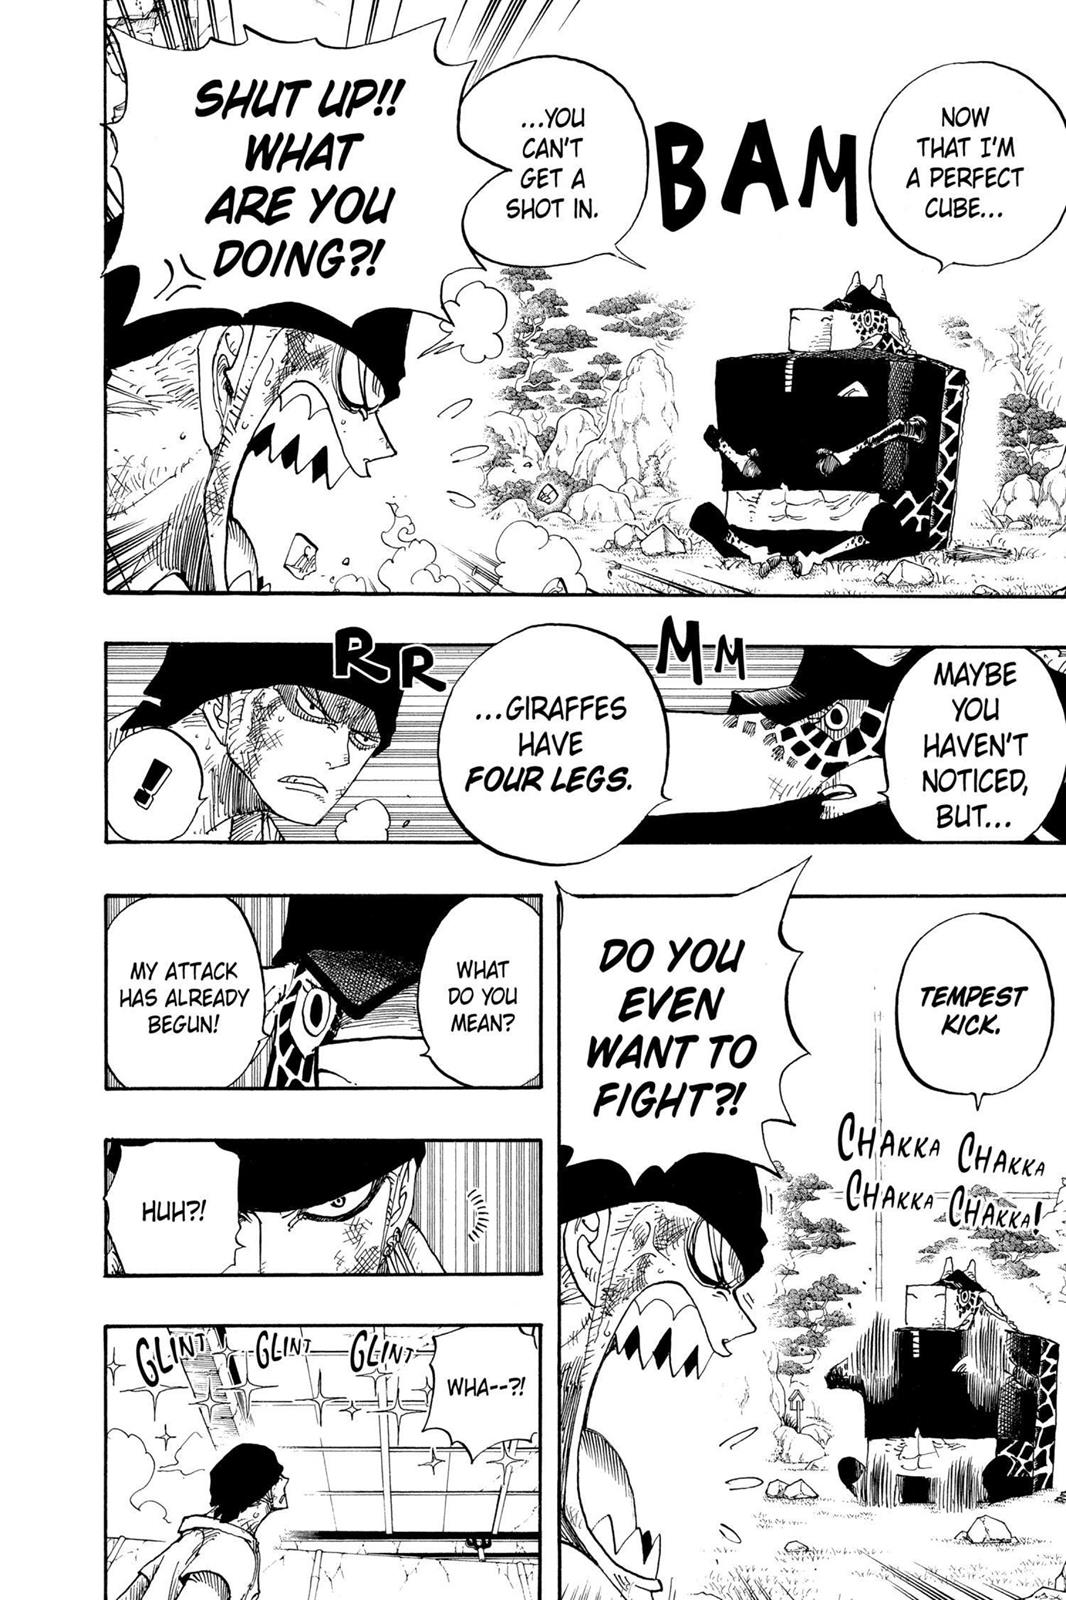 NOW
THAT I'M
A PERFECT
CUBE...
BAM
...YOU
CAN'T
GET A
SHOT IN.
SHUT UP!!
WHAT
ARE YOU
DOING?!
MAYBE
YOU
HAVEN'T
NOTICED,
BUT...
MM
...GIRAFFES
HAVE
FOUR LEGS.
RR
!
TEMPEST
KICK.
CHAKKA CHAKKA
CHAKKA CHAKKA!
DO YOU
EVEN
WANT TO
FIGHT?!
WHAT
DO YOU
MEAN?
MY ATTACK
HAS ALREADY
BEGUN!
HUH?!
WHA--?!
GLINT GLINT GLINT